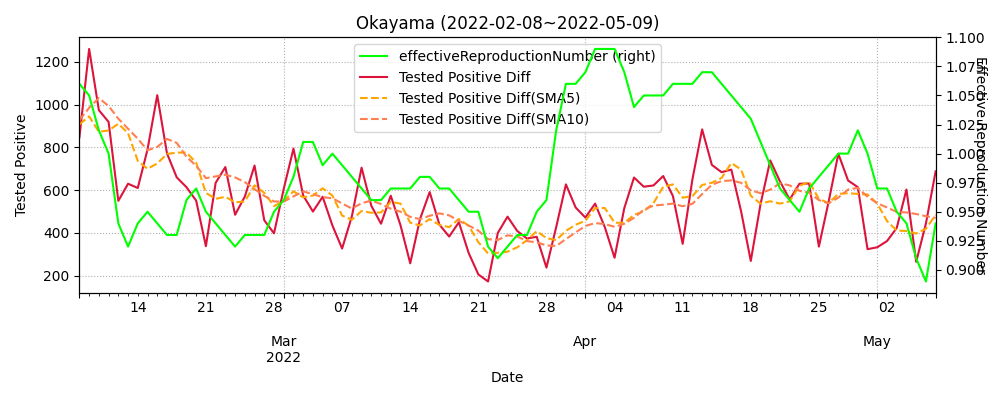 Okayama (2022-02-08~2022-05-09)
effectiveReproductionNumber (right)
Tested Positive Diff
Tested Positive Diff(SMA5)
Tested Positive Diff(SMA10)
Tested Positive
1200
1000
800
600
400
200
1.100
1.075
1.050
1.025
1.000
0.975
0.950
0.925
0.900
Effective Reproduction Number
14 21 28 07 14 21 28 04 11 18 25 02
Mar Apr May
2022
Date